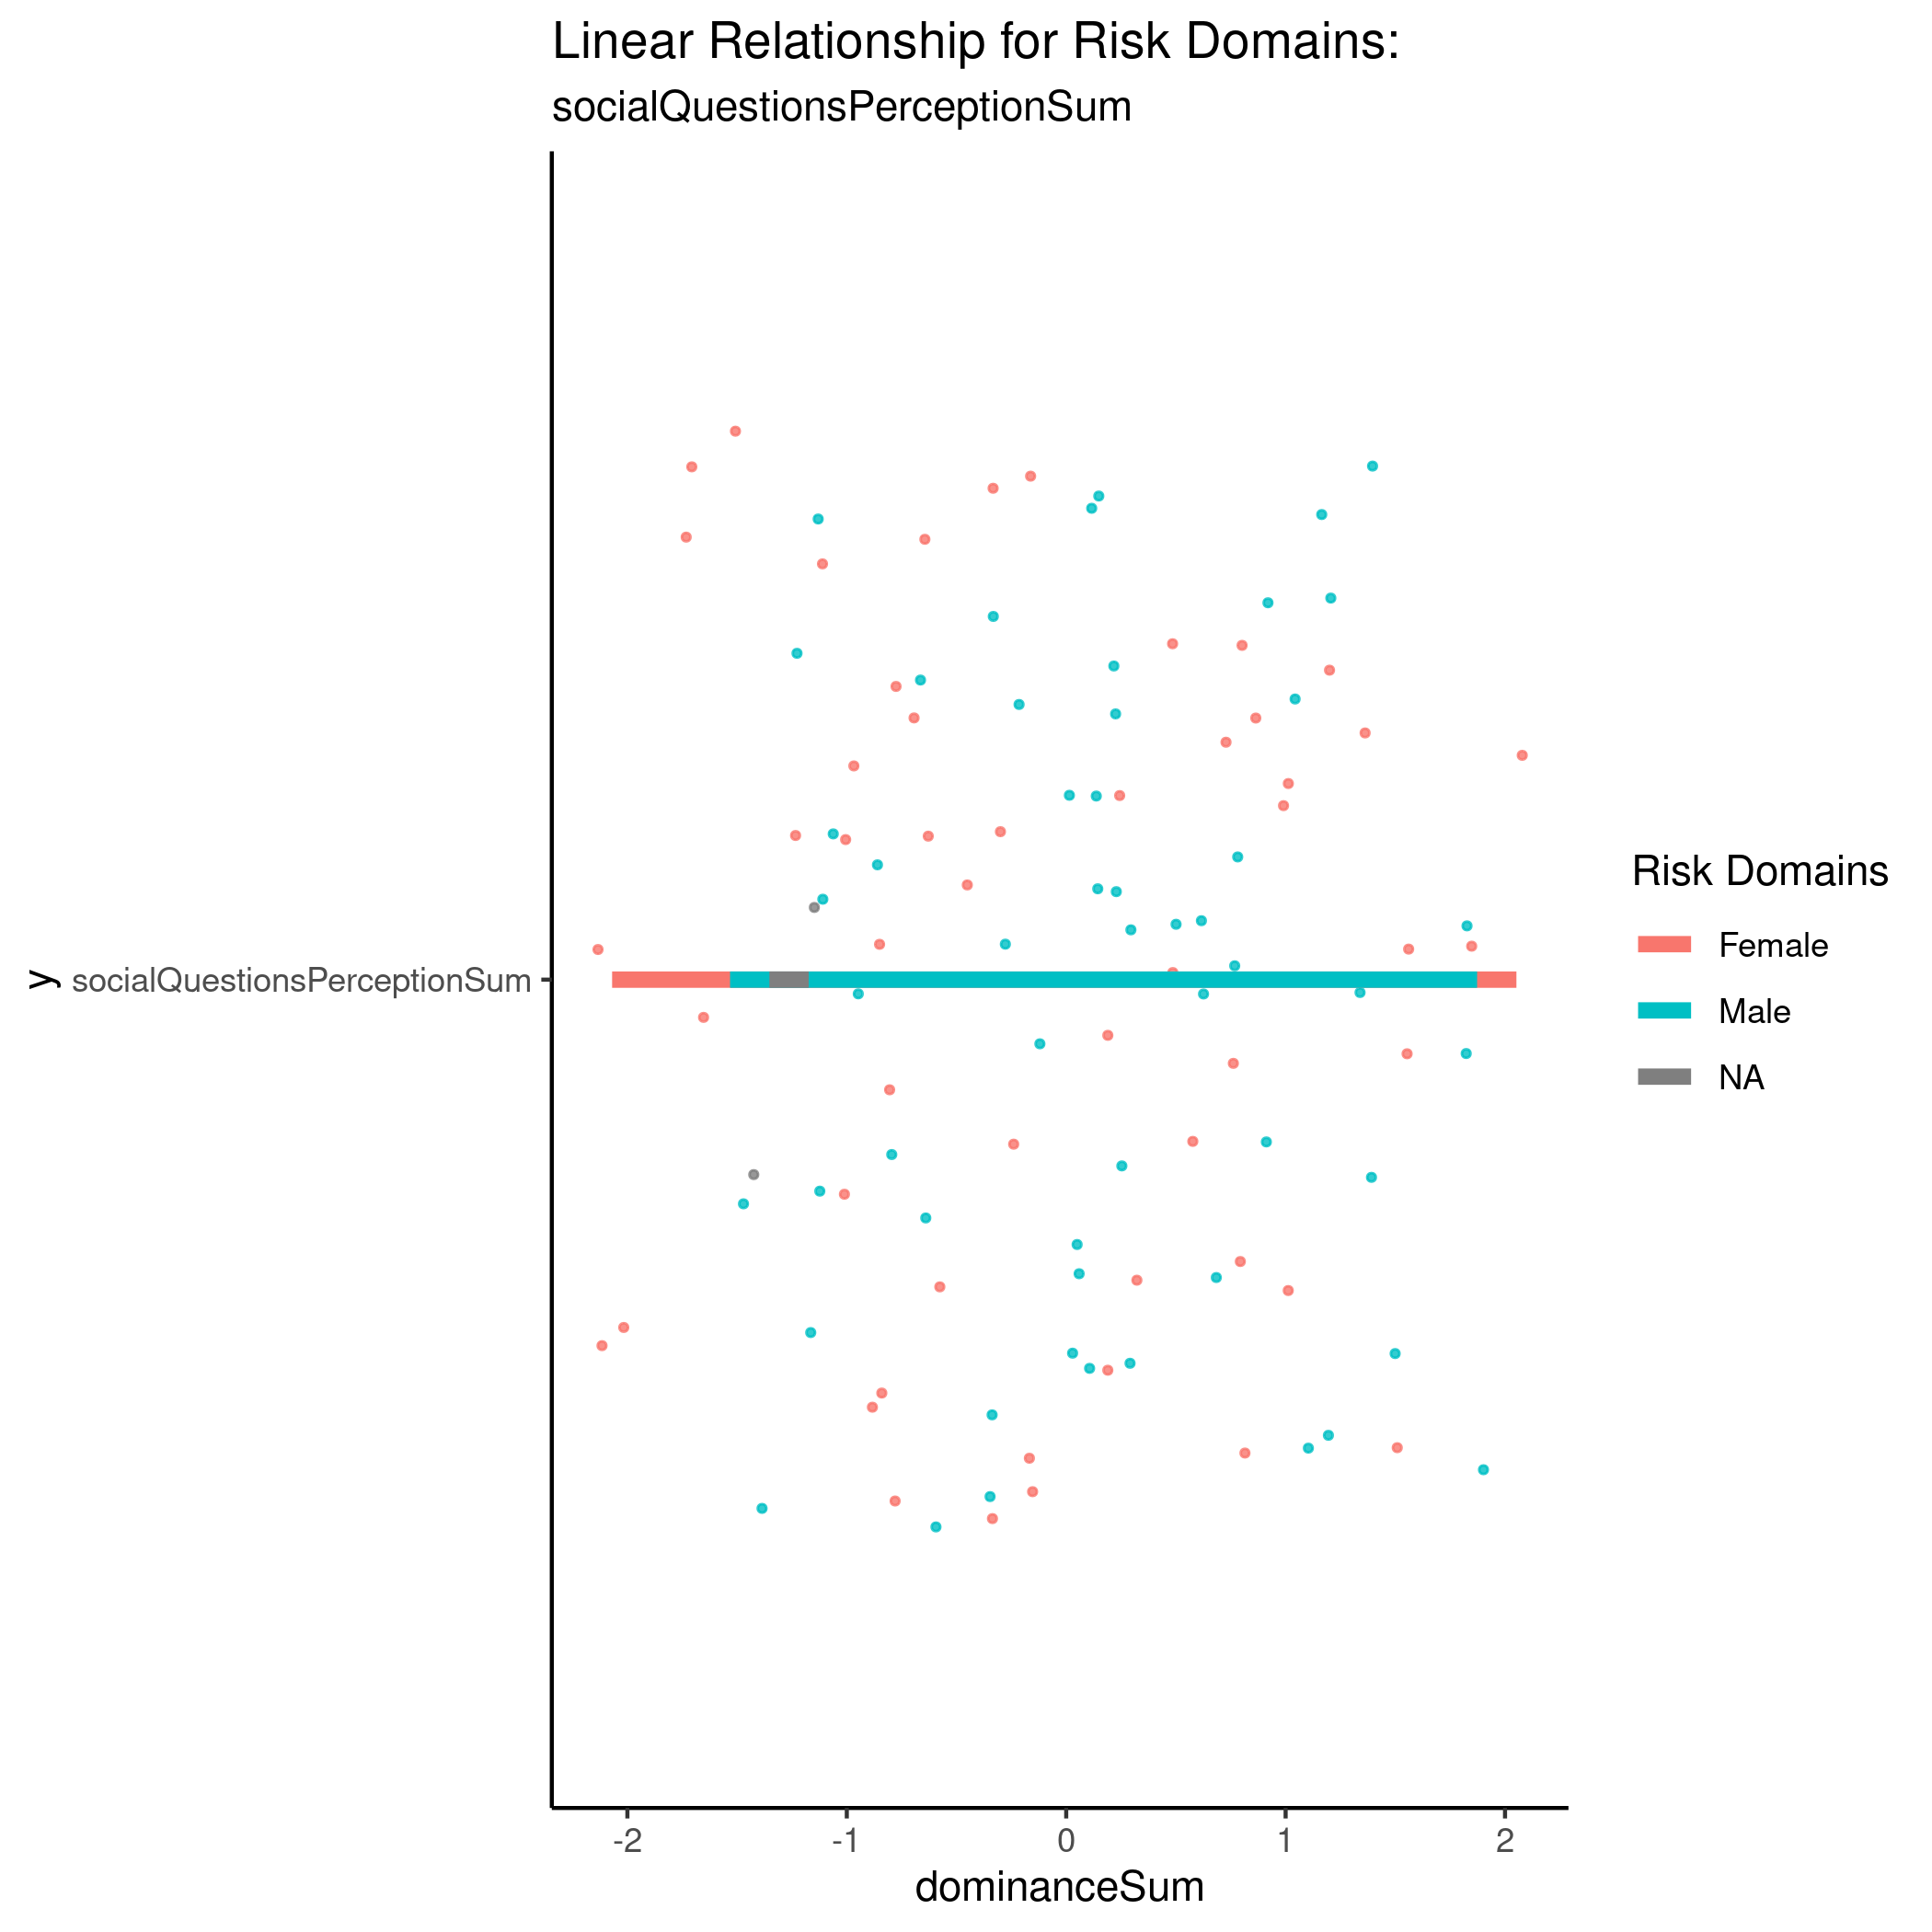 Linear Relationship for Risk Domains:
socialQuestionsPerceptionSum
y
socialQuestionsPerceptionSum
Risk Domains
Female
Male
NA
-2 -1 0 1 2
dominanceSum